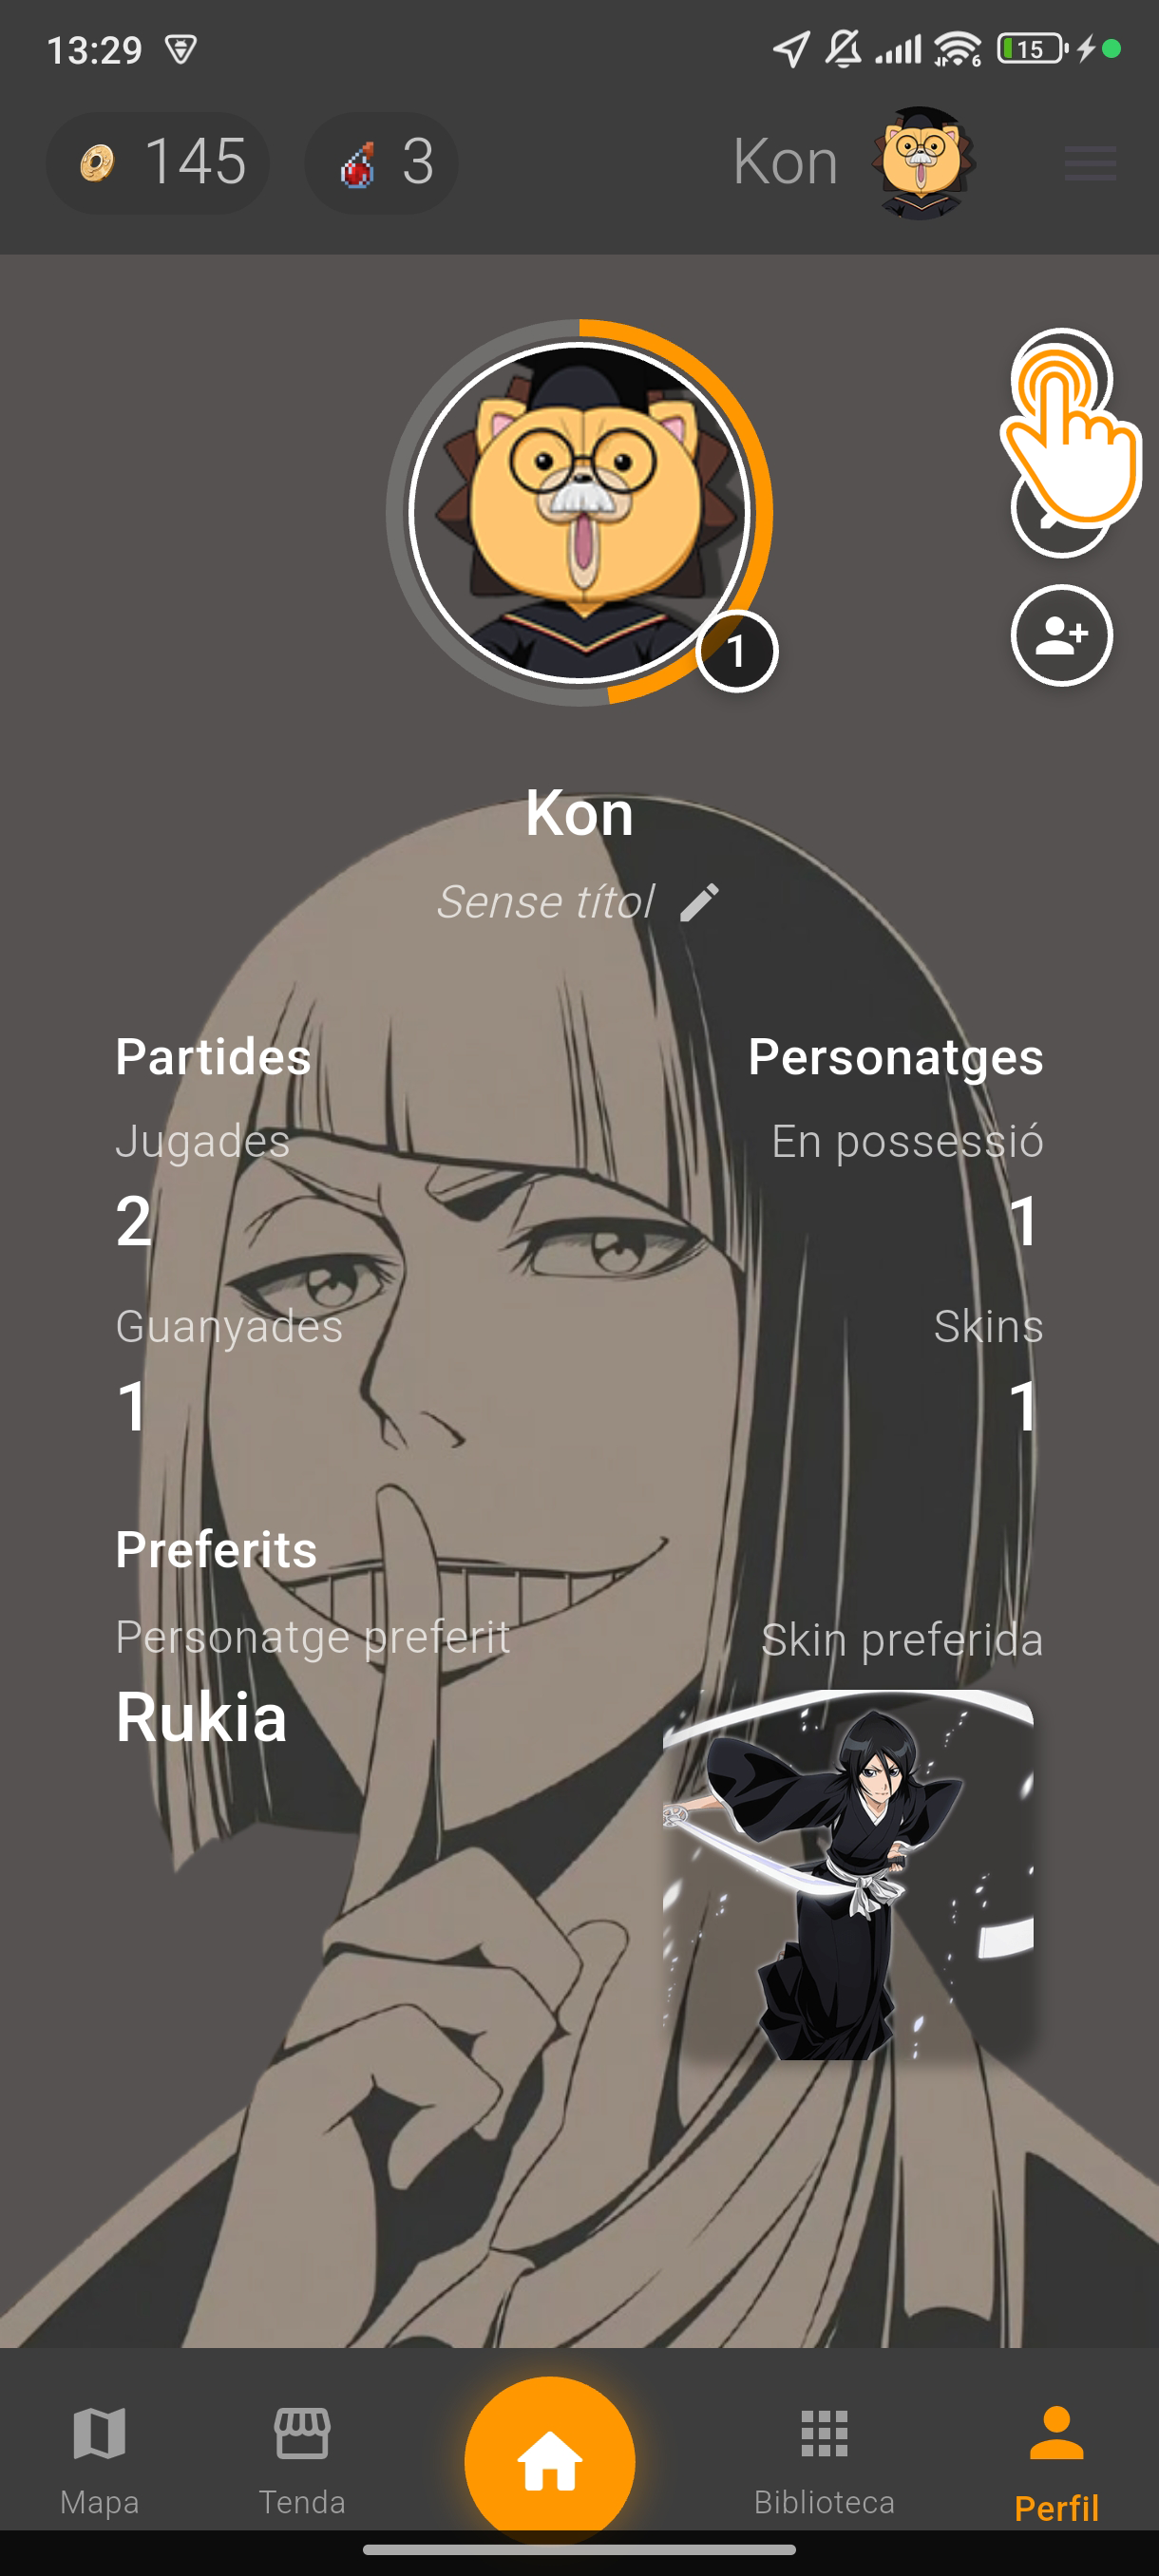 13:29
6
15
145
3
Kon
1
Kon
Sense títol
Partides
Personatges
Jugades
En possessió
2
1
Guanyades
Skins
1
1
Preferits
Personatge preferit
Skin preferida
Rukia
Mapa
Tenda
Biblioteca
Perfil